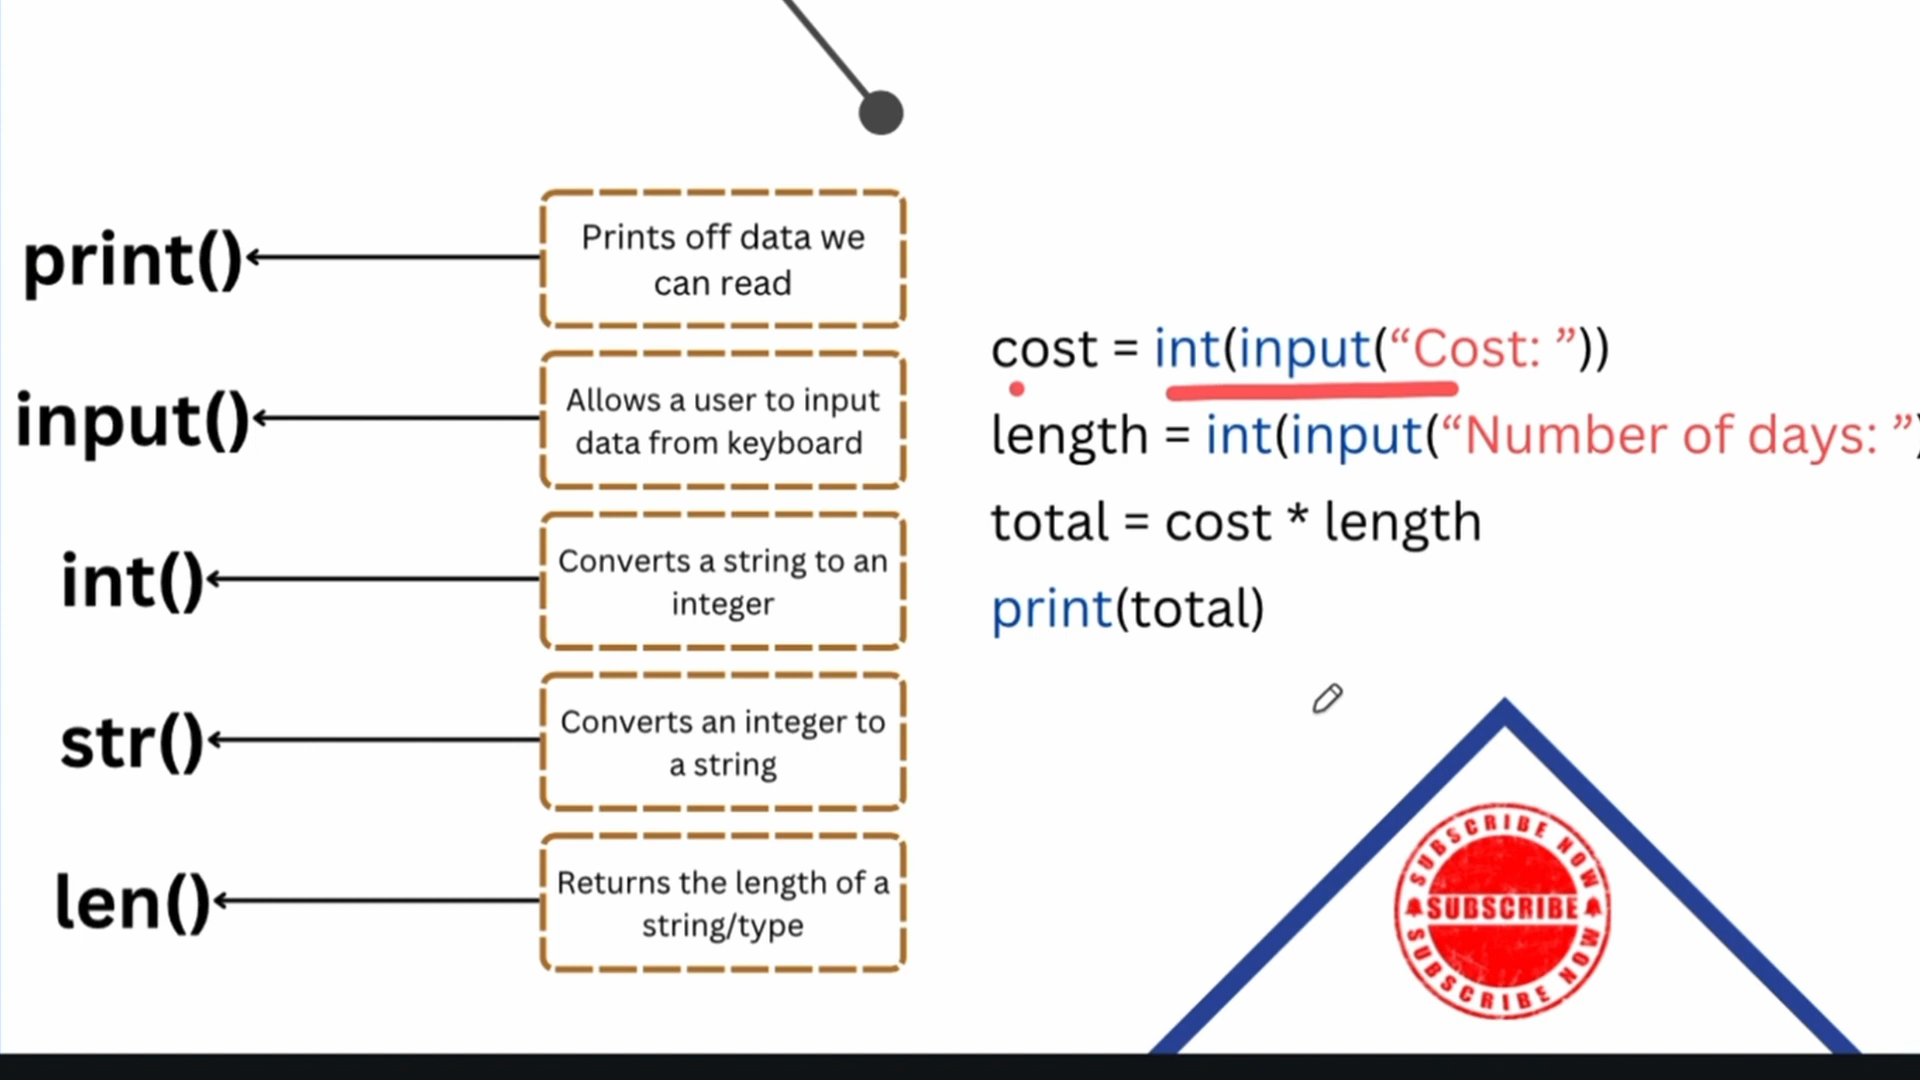 print()
Prints off data we
can read
input()
Allows a user to input
data from keyboard
int()
Converts a string to an
integer
str()
Converts an integer to
a string
len()
Returns the length of a
string/type
cost = int(input(“Cost: ”))
length = int(input(“Number of days: ”)
total = cost * length
print(total)
SUBSCRIBE NOW
SUBSCRIBE
SUBSCRIBE NOW